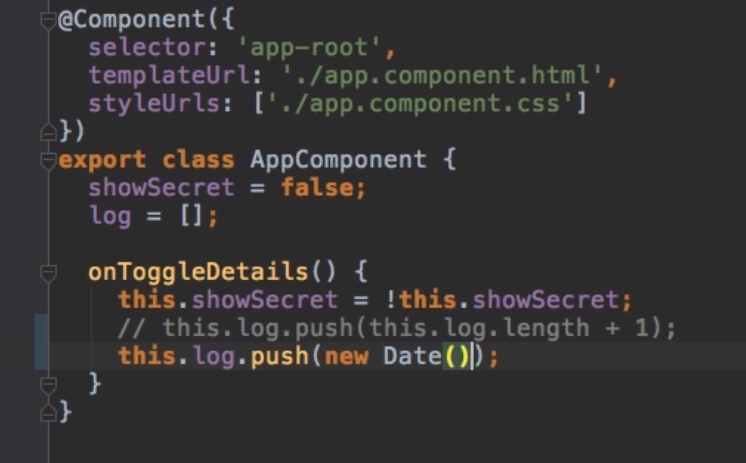 @Component({
  selector: 'app-root',
  templateUrl: './app.component.html',
  styleUrls: ['./app.component.css']
})
export class AppComponent {
  showSecret = false;
  log = [];

  onToggleDetails() {
    this.showSecret = !this.showSecret;
    // this.log.push(this.log.length + 1);
    this.log.push(new Date());
  }
}